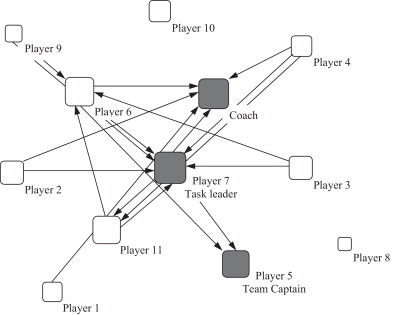 Player 10
Player 9
Player 4
Coach
Player 6
Player 7
Task leader
Player 2
Player 3
Player 11
Player 8
Player 5
Team Captain
Player 1